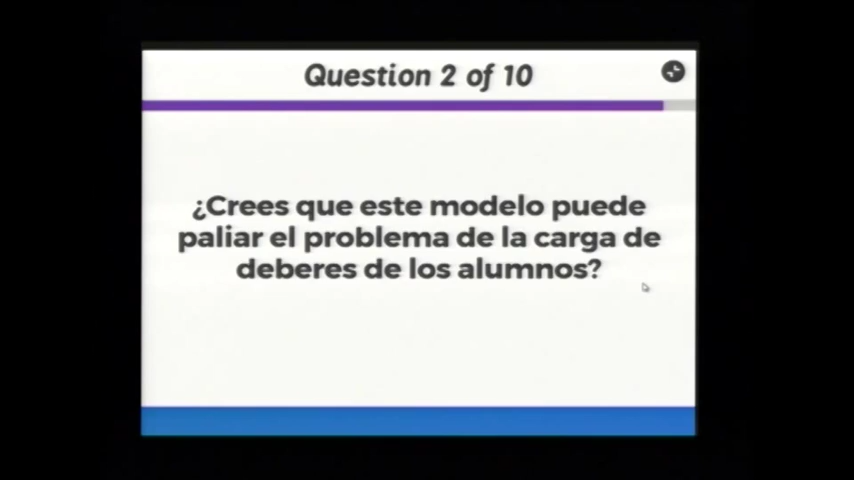 Question 2 of 10
¿Crees que este modelo puede
paliar el problema de la carga de
deberes de los alumnos?